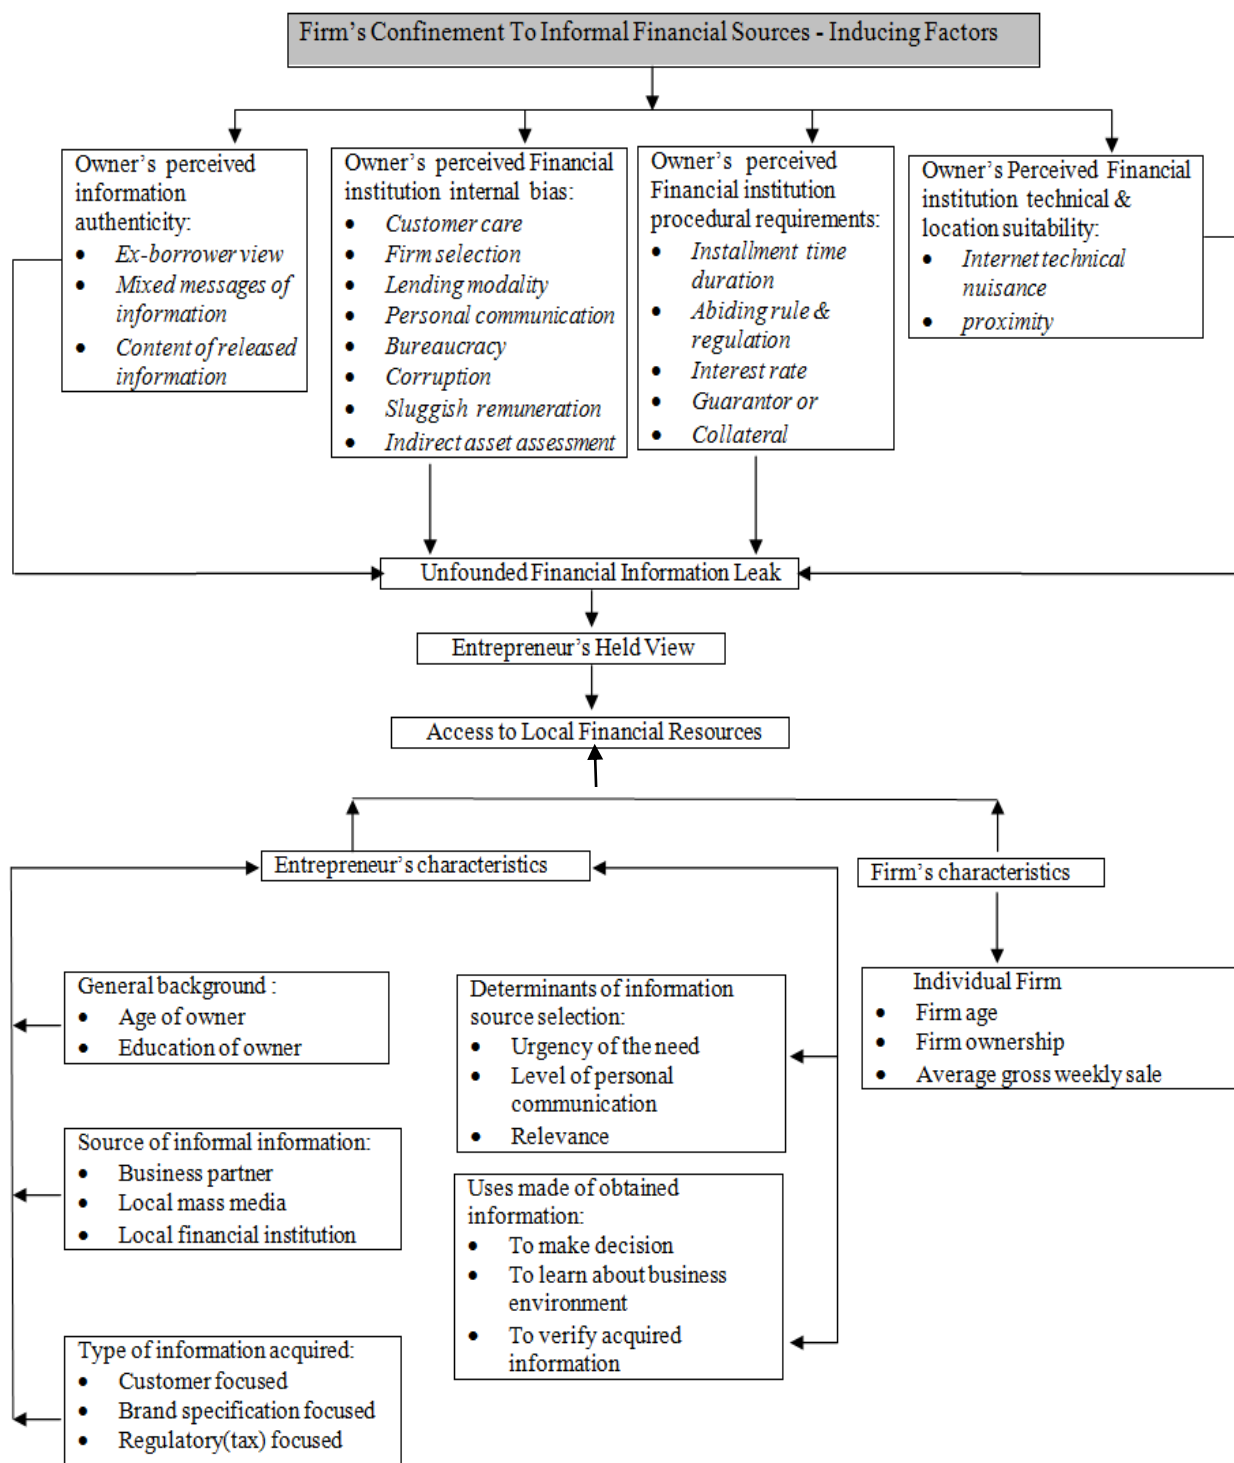 Firm's Confinement To Informal Financial Sources - Inducing Factors
Owner's perceived
information
authenticity:
• Ex-borrower view
• Mixed messages of
information
• Content of released
information
Owner's perceived Financial
institution internal bias:
• Customer care
• Firm selection
• Lending modality
• Personal communication
• Bureaucracy
• Corruption
• Sluggish remuneration
• Indirect asset assessment
Owner's perceived
Financial institution
procedural requirements:
• Installment time
duration
• Abiding rule &
regulation
• Interest rate
• Guarantor or
• Collateral
Owner's Perceived Financial
institution technical &
location suitability:
• Internet technical
nuisance
• proximity
Unfounded Financial Information Leak
Entrepreneur's Held View
Access to Local Financial Resources
Entrepreneur's characteristics
Firm's characteristics
General background :
• Age of owner
• Education of owner
Source of informal information:
• Business partner
• Local mass media
• Local financial institution
Type of information acquired:
• Customer focused
• Brand specification focused
• Regulatory(tax) focused
Determinants of information
source selection:
• Urgency of the need
• Level of personal
communication
• Relevance
Uses made of obtained
information:
• To make decision
• To learn about business
environment
• To verify acquired
information
Individual Firm
• Firm age
• Firm ownership
• Average gross weekly sale